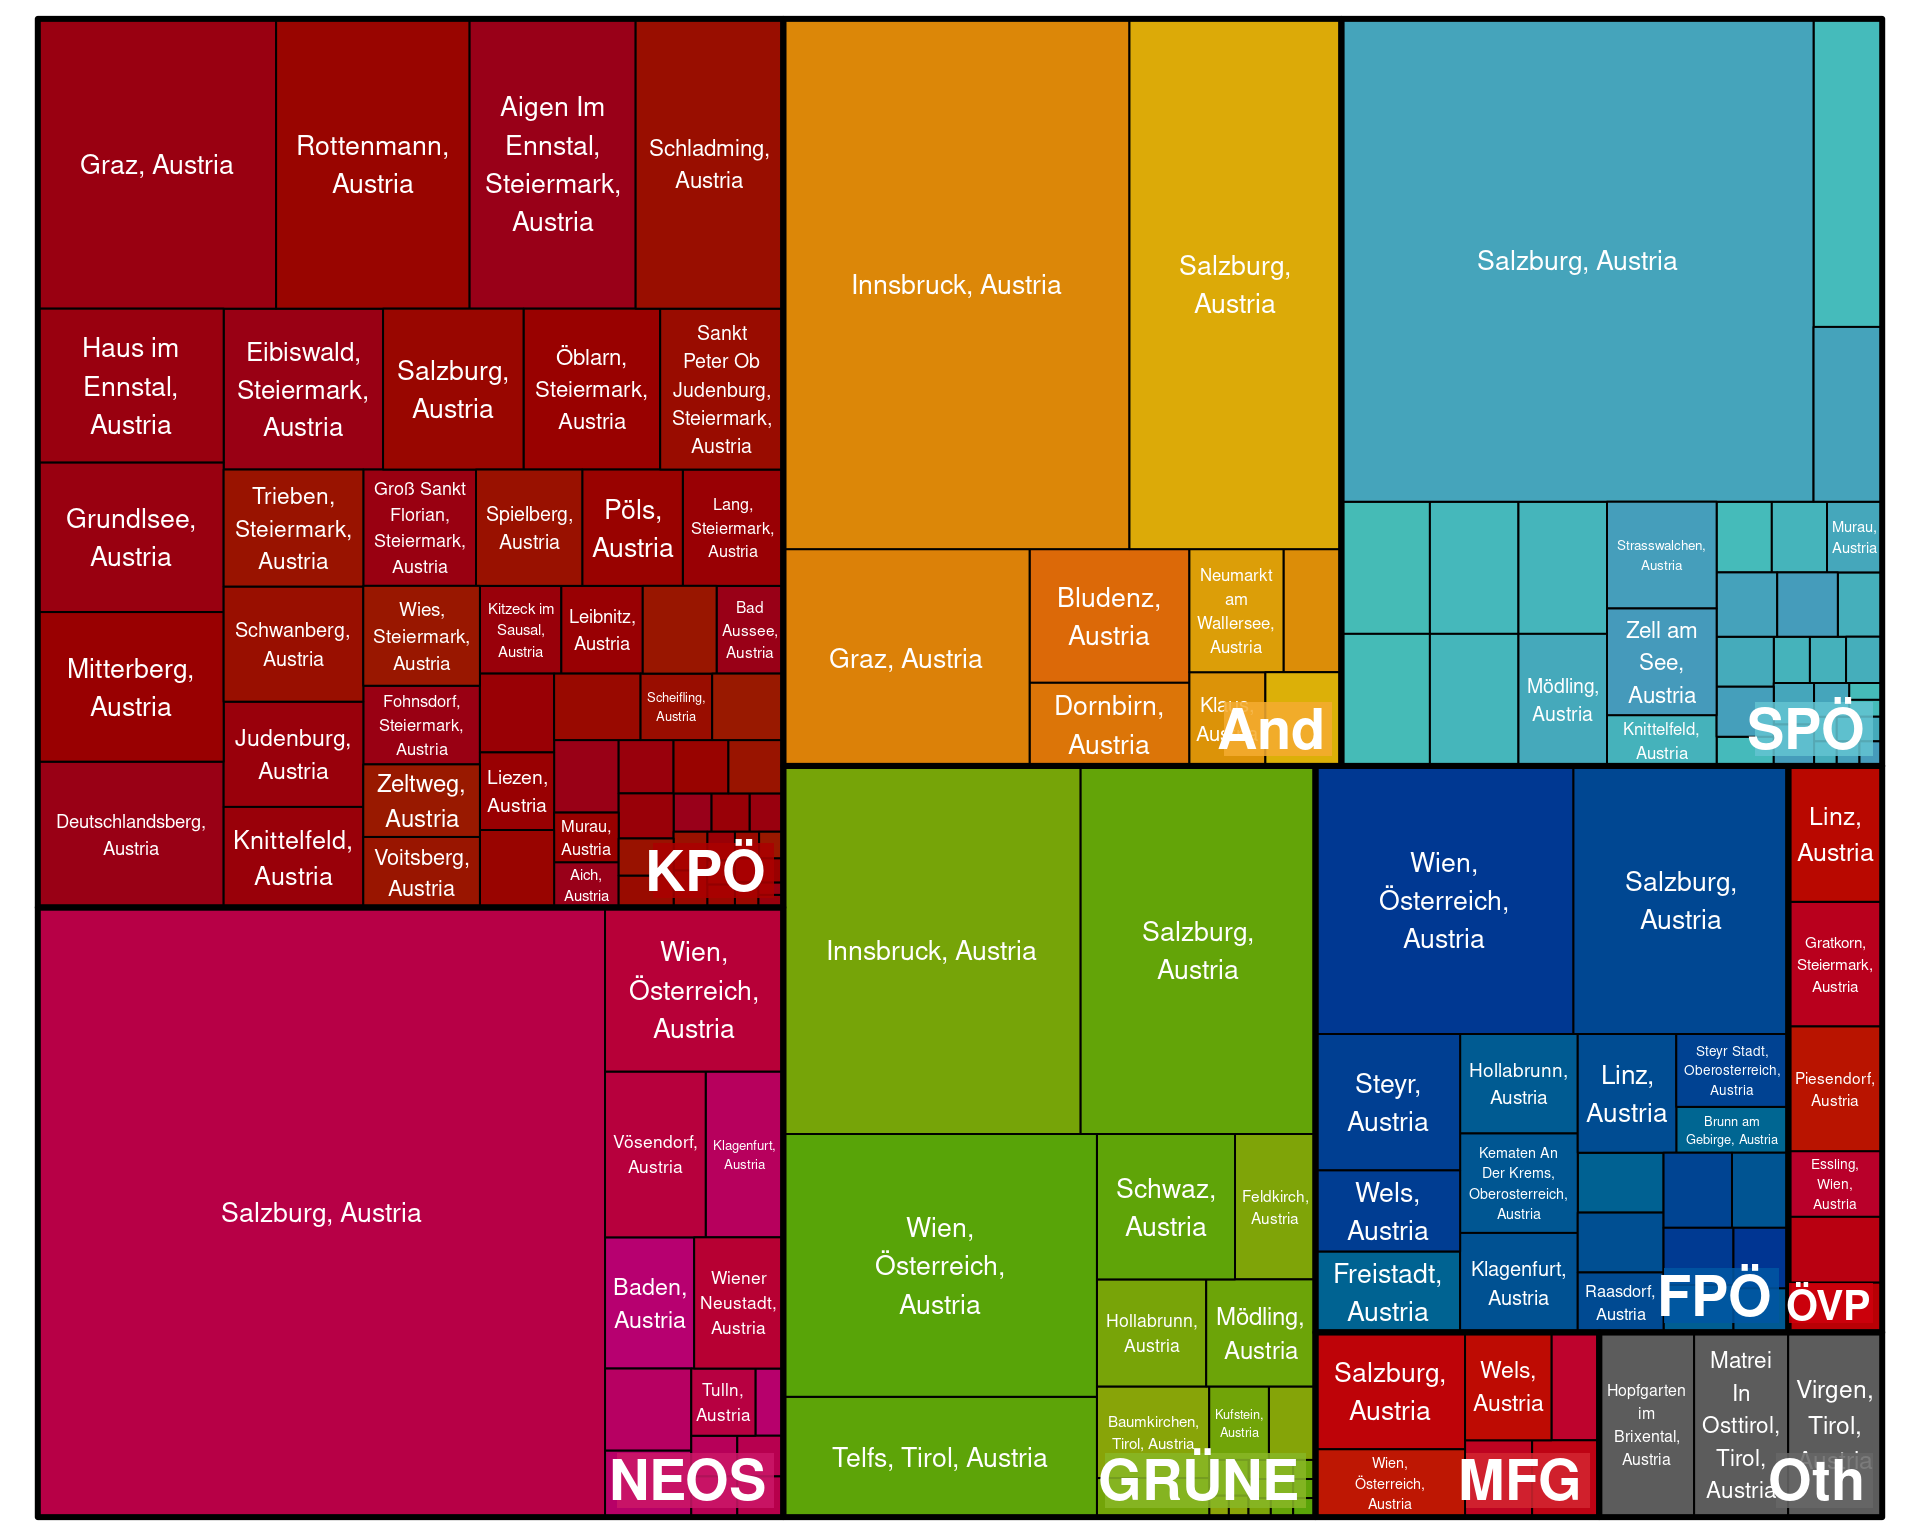 Graz, Austria
Rottenmann,
Austria
Aigen Im
Ennstal,
Steiermark,
Austria
Schladming,
Austria
Haus im
Ennstal,
Austria
Eibiswald,
Steiermark,
Austria
Salzburg,
Austria
Öblarn,
Steiermark,
Austria
Sankt
Peter Ob
Judenburg,
Steiermark,
Austria
Grundlsee,
Austria
Trieben,
Steiermark,
Austria
Groß Sankt
Florian,
Steiermark,
Austria
Spielberg,
Austria
Pöls,
Austria
Lang,
Steiermark,
Austria
Mitterberg,
Austria
Schwanberg,
Austria
Wies,
Steiermark,
Austria
Kitzeck im
Sausal,
Austria
Leibnitz,
Austria
Bad
Aussee,
Austria
Judenburg,
Austria
Fohnsdorf,
Steiermark,
Austria
Scheifling,
Austria
Deutschlandsberg,
Austria
Knittelfeld,
Austria
Zeltweg,
Austria
Voitsberg,
Austria
Liezen,
Austria
Murau,
Austria
Aich,
Austria
KPÖ
Salzburg, Austria
Wien,
Österreich,
Austria
Vösendorf,
Austria
Klagenfurt,
Austria
Baden,
Austria
Wiener
Neustadt,
Austria
Tulln,
Austria
NEOS
Innsbruck, Austria
Salzburg,
Austria
Graz, Austria
Bludenz,
Austria
Dornbirn,
Austria
Neumarkt
am
Wallersee,
Austria
Klaus,
Austria
And
Innsbruck, Austria
Salzburg,
Austria
Wien,
Österreich,
Austria
Telfs, Tirol, Austria
Schwaz,
Austria
Feldkirch,
Austria
Hollabrunn,
Austria
Mödling,
Austria
Baumkirchen,
Tirol, Austria
Kufstein,
Austria
GRÜNE
Salzburg, Austria
Strasswalchen,
Austria
Murau,
Austria
Zell am
See,
Austria
Mödling,
Austria
Knittelfeld,
Austria
SPÖ
Wien,
Österreich,
Austria
Salzburg,
Austria
Steyr,
Austria
Wels,
Austria
Freistadt,
Austria
Hollabrunn,
Austria
Kematen An
Der Krems,
Oberosterreich,
Austria
Klagenfurt,
Austria
Linz,
Austria
Steyr Stadt,
Oberosterreich,
Austria
Brunn am
Gebirge, Austria
Raasdorf,
Austria
FPÖ
Linz,
Austria
Gratkorn,
Steiermark,
Austria
Piesendorf,
Austria
Essling,
Wien,
Austria
ÖVP
Salzburg,
Austria
Wien,
Österreich,
Austria
Wels,
Austria
MFG
Hopfgarten
im
Brixental,
Austria
Matrei
In
Osttirol,
Tirol,
Austria
Virgen,
Tirol,
Austria
Oth